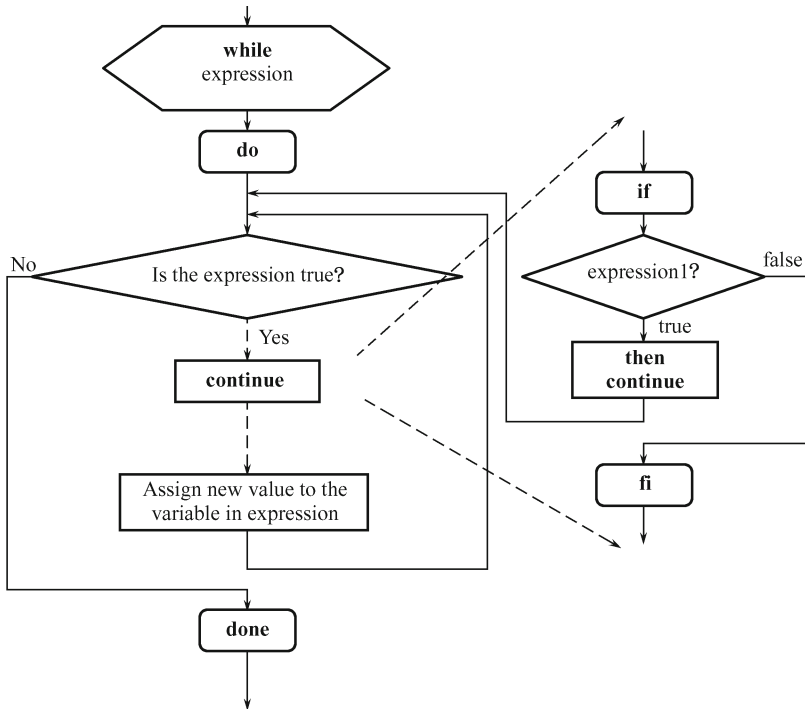 while
expression
do
No
Is the expression true?
Yes
continue
Assign new value to the
variable in expression
done
if
expression1?
false
true
then
continue
fi